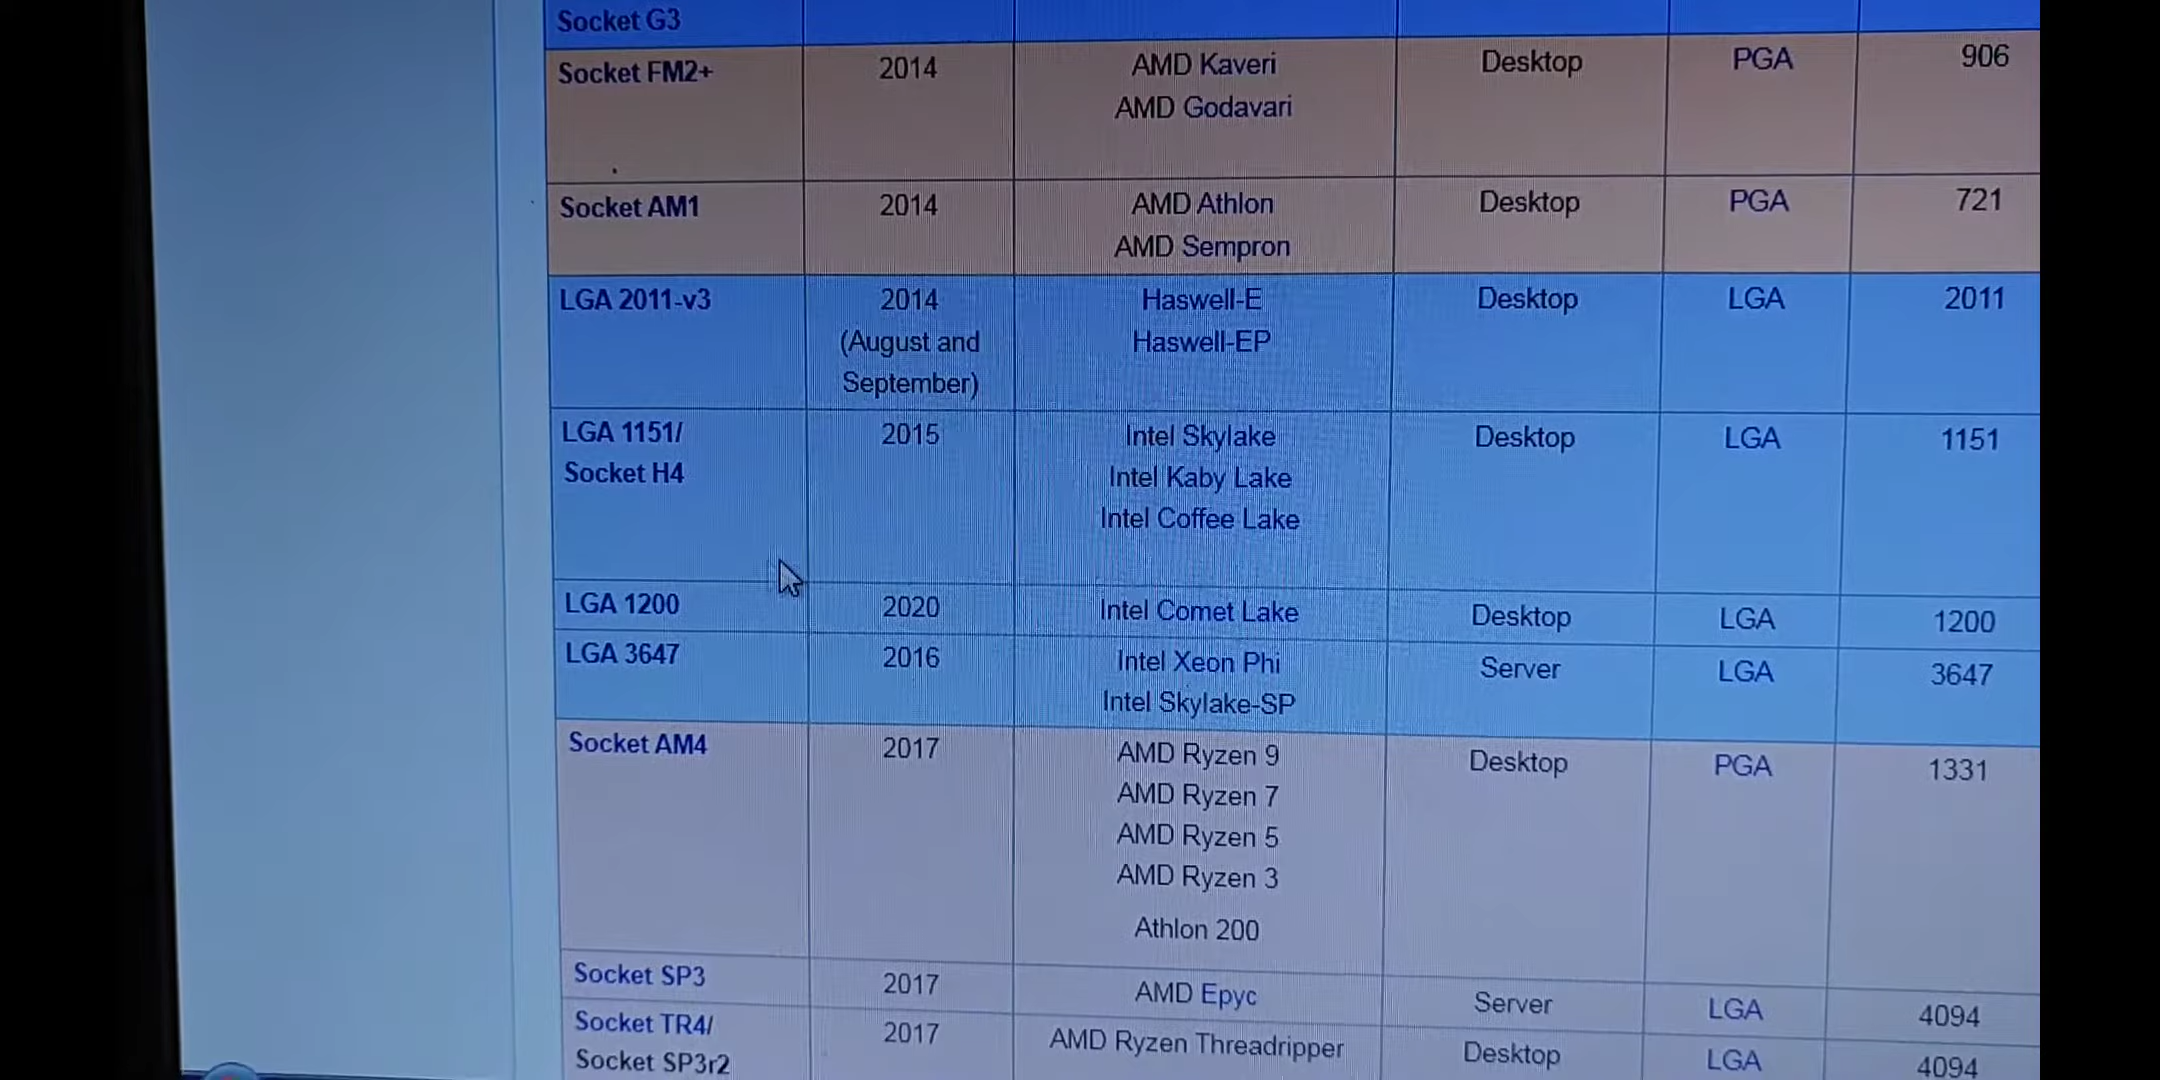 Socket G3
Socket FM2+ 2014 AMD Kaveri Desktop PGA 906
AMD Godavari
Socket AM1 2014 AMD Athlon Desktop PGA 721
AMD Sempron
LGA 2011-v3 2014 Haswell-E Desktop LGA 2011
(August and Haswell-EP
September)
LGA 1151/ 2015 Intel Skylake Desktop LGA 1151
Socket H4 Intel Kaby Lake
Intel Coffee Lake
LGA 1200 2020 Intel Comet Lake Desktop LGA 1200
LGA 3647 2016 Intel Xeon Phi Server LGA 3647
Intel Skylake-SP
Socket AM4 2017 AMD Ryzen 9 Desktop PGA 1331
AMD Ryzen 7
AMD Ryzen 5
AMD Ryzen 3
Athlon 200
Socket SP3 2017 AMD Epyc Server LGA 4094
Socket TR4/ 2017 AMD Ryzen Threadripper Desktop LGA 4094
Socket SP3r2